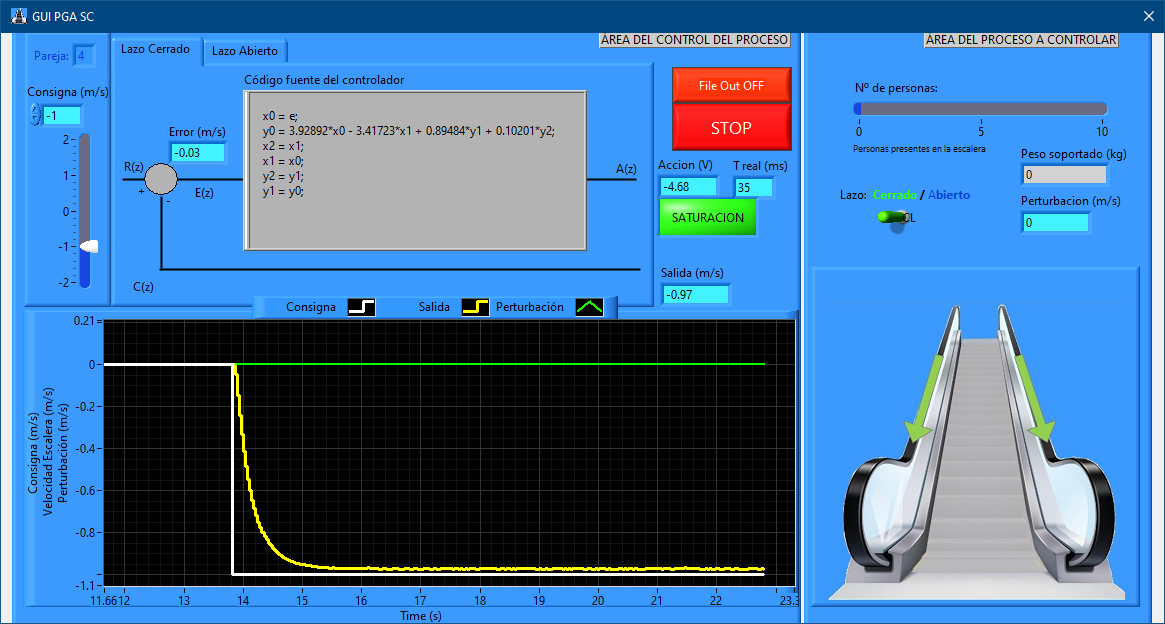 GUI PGA SC
Pareja: 4
Lazo Cerrado
Lazo Abierto
AREA DEL CONTROL DEL PROCESO
AREA DEL PROCESO A CONTROLAR
Consigna (m/s)
-1
2
1
0
-1
-2
Código fuente del controlador
x0 = e;
y0 = 3.92892*x0 - 3.41723*x1 + 0.89484*y1 + 0.10201*y2;
x2 = x1;
x1 = x0;
y2 = y1;
y1 = y0;
Error (m/s)
-0.03
R(z)
+
-
E(z)
A(z)
C(z)
File Out OFF
STOP
Accion (V)
T real (ms)
-4.68
35
SATURACION
Salida (m/s)
-0.97
Nº de personas:
0 5 10
Personas presentes en la escalera
Peso soportado (kg)
0
Lazo: Cerrado / Abierto
OL
Perturbacion (m/s)
0
Consigna
Salida
Perturbación
0.21
0
-0.2
-0.4
-0.6
-0.8
-1.1
Consigna (m/s)
Velocidad Escalera (m/s)
Perturbación (m/s)
11.66 12 13 14 15 16 17 18 19 20 21 22 23.3
Time (s)